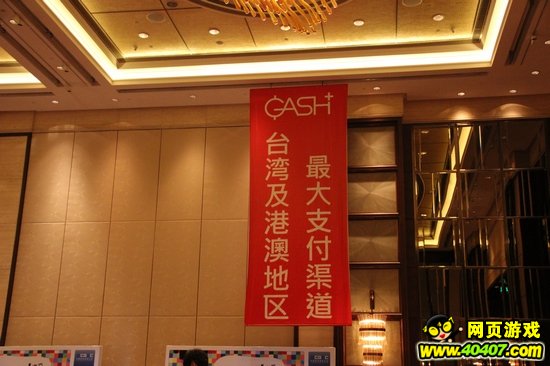 GASH+
台湾及港澳地区
最大支付渠道
网页游戏
www.40407.com